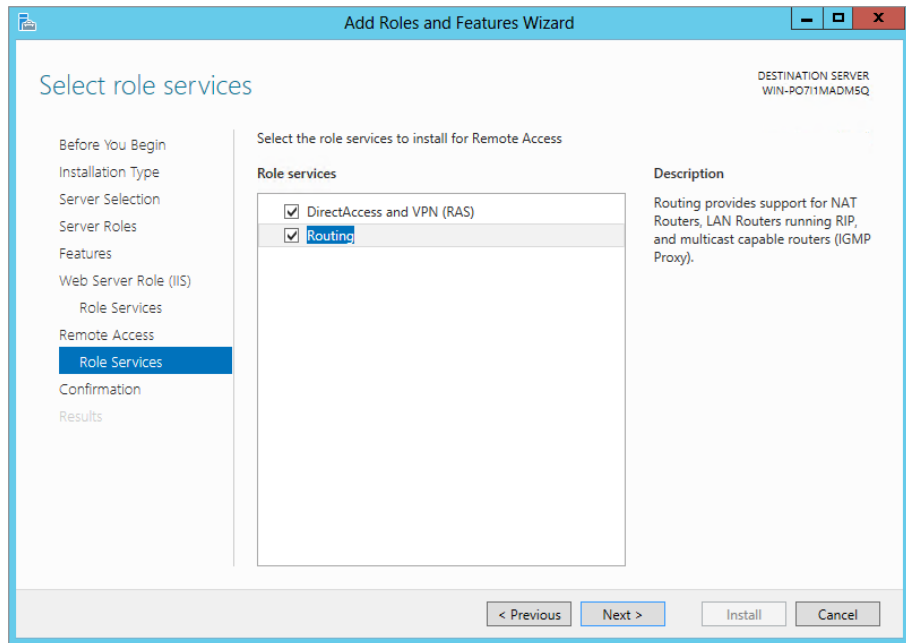 Add Roles and Features Wizard
Select role services
DESTINATION SERVER
WIN-PO7I1MADM5Q
Before You Begin
Installation Type
Server Selection
Server Roles
Features
Web Server Role (IIS)
Role Services
Remote Access
Role Services
Confirmation
Results
Select the role services to install for Remote Access
Role services
DirectAccess and VPN (RAS)
Routing
Description
Routing provides support for NAT
Routers, LAN Routers running RIP,
and multicast capable routers (IGMP
Proxy).
< Previous
Next >
Install
Cancel